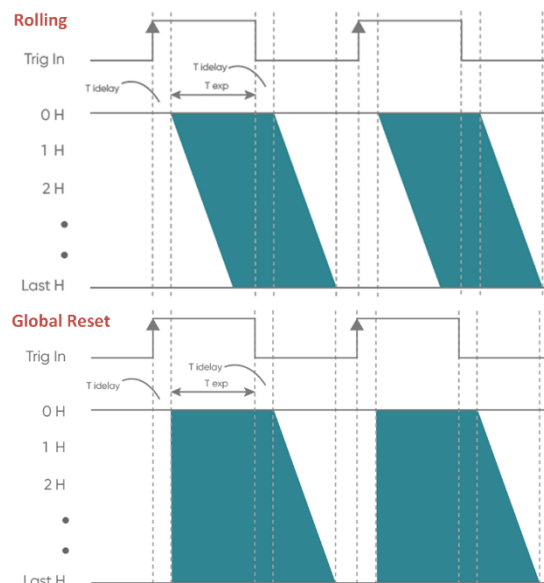 Rolling
Trig In
T idelay
T idelay
T exp
0 H
1 H
2 H
Last H
Global Reset
Trig In
T idelay
T idelay
T exp
0 H
1 H
2 H
Last H